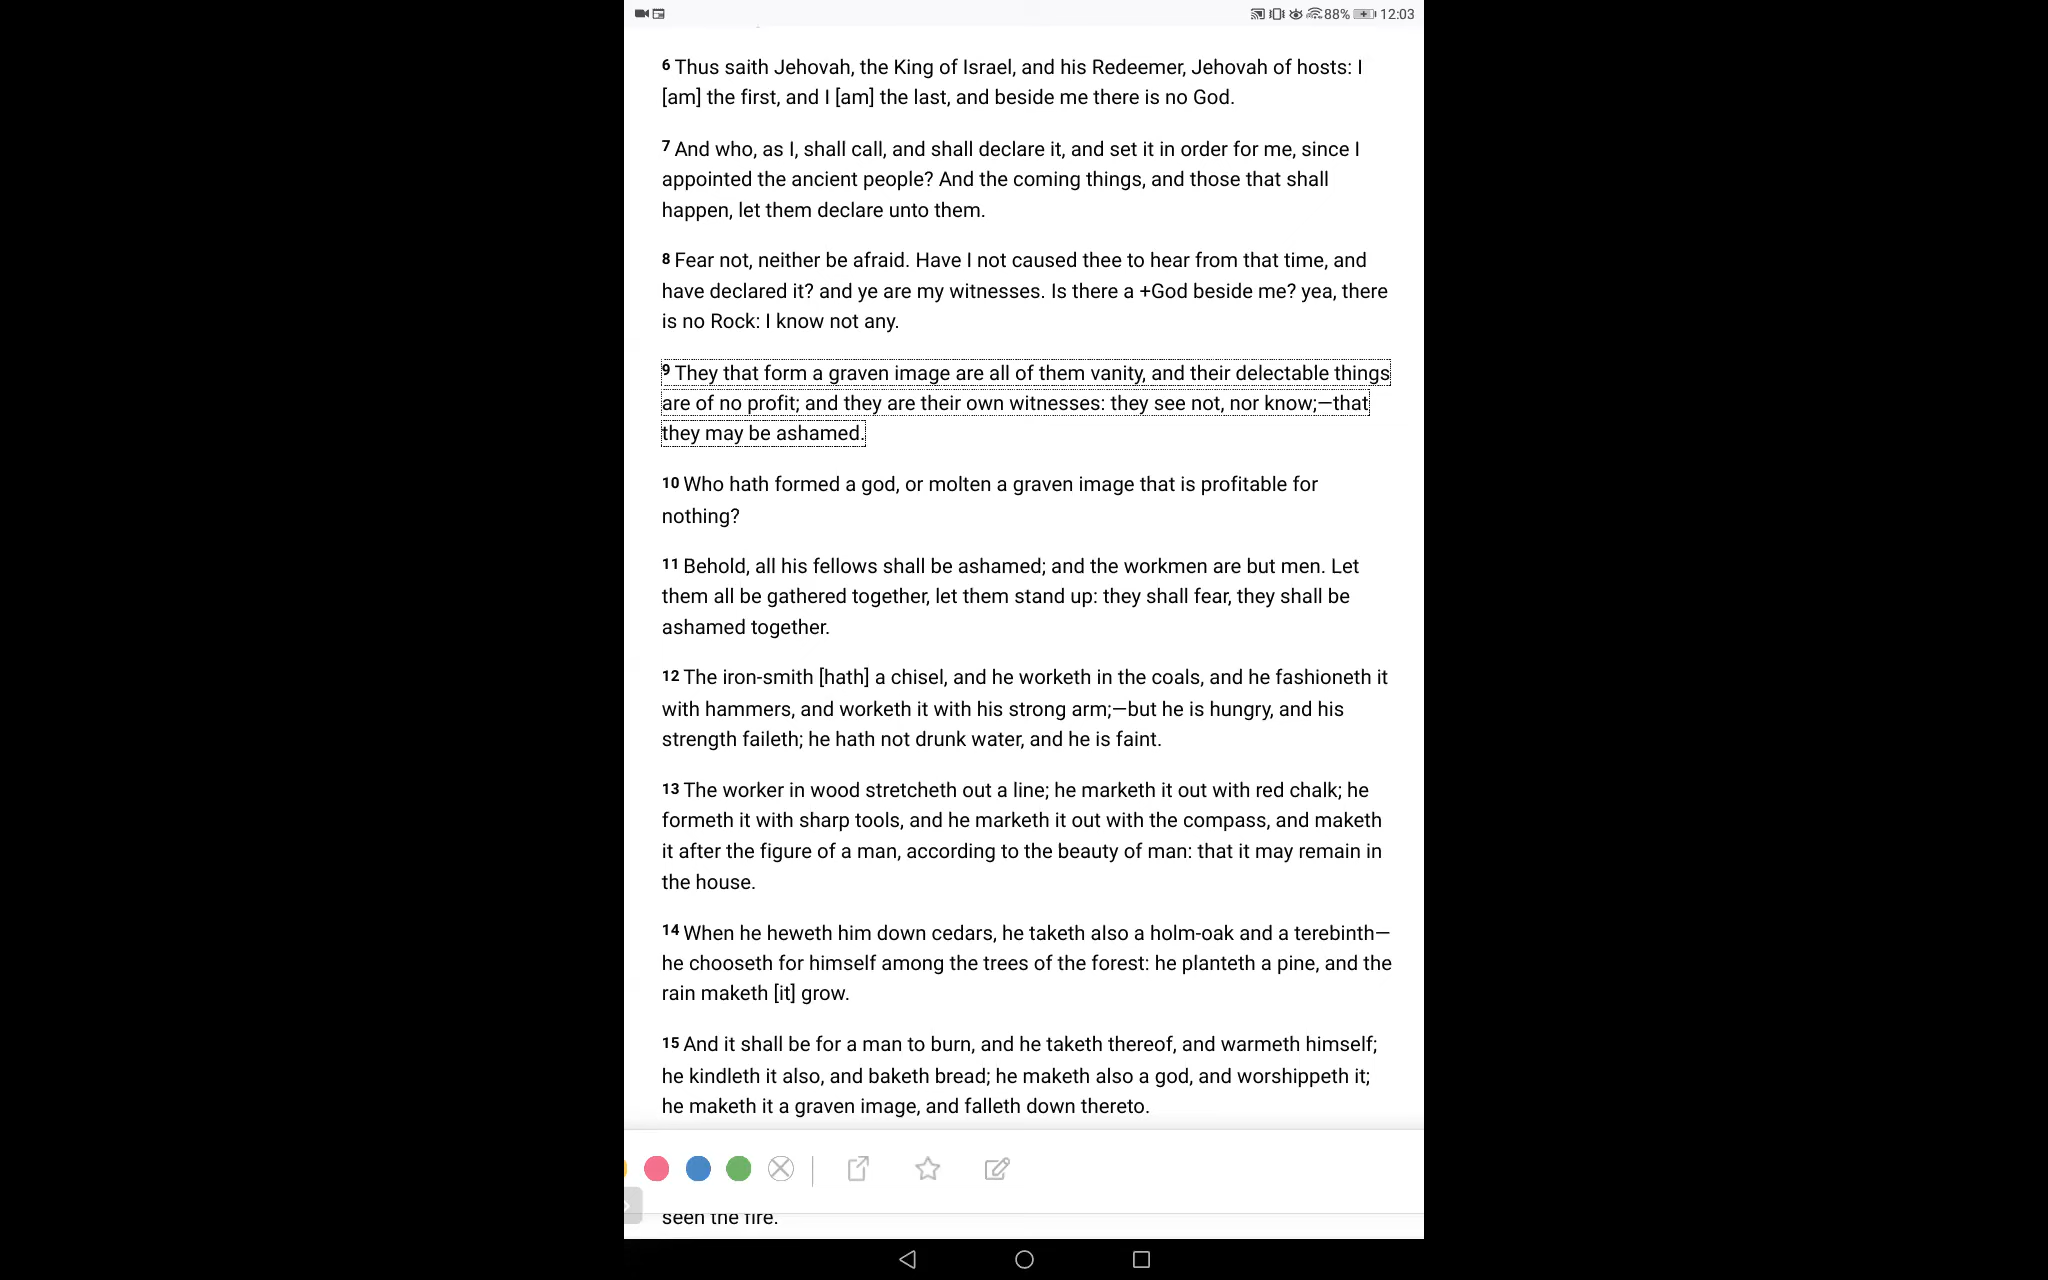 88% 12:03
6 Thus saith Jehovah, the King of Israel, and his Redeemer, Jehovah of hosts: I
[am] the first, and I [am] the last, and beside me there is no God.
7 And who, as I, shall call, and shall declare it, and set it in order for me, since I
appointed the ancient people? And the coming things, and those that shall
happen, let them declare unto them.
8 Fear not, neither be afraid. Have I not caused thee to hear from that time, and
have declared it? and ye are my witnesses. Is there a +God beside me? yea, there
is no Rock: I know not any.
9 They that form a graven image are all of them vanity, and their delectable things
are of no profit; and they are their own witnesses: they see not, nor know;—that
they may be ashamed.
10 Who hath formed a god, or molten a graven image that is profitable for
nothing?
11 Behold, all his fellows shall be ashamed; and the workmen are but men. Let
them all be gathered together, let them stand up: they shall fear, they shall be
ashamed together.
12 The iron-smith [hath] a chisel, and he worketh in the coals, and he fashioneth it
with hammers, and worketh it with his strong arm;—but he is hungry, and his
strength faileth; he hath not drunk water, and he is faint.
13 The worker in wood stretcheth out a line; he marketh it out with red chalk; he
formeth it with sharp tools, and he marketh it out with the compass, and maketh
it after the figure of a man, according to the beauty of man: that it may remain in
the house.
14 When he heweth him down cedars, he taketh also a holm-oak and a terebinth—
he chooseth for himself among the trees of the forest: he planteth a pine, and the
rain maketh [it] grow.
15 And it shall be for a man to burn, and he taketh thereof, and warmeth himself;
he kindleth it also, and baketh bread; he maketh also a god, and worshippeth it;
he maketh it a graven image, and falleth down thereto.
seen the fire.